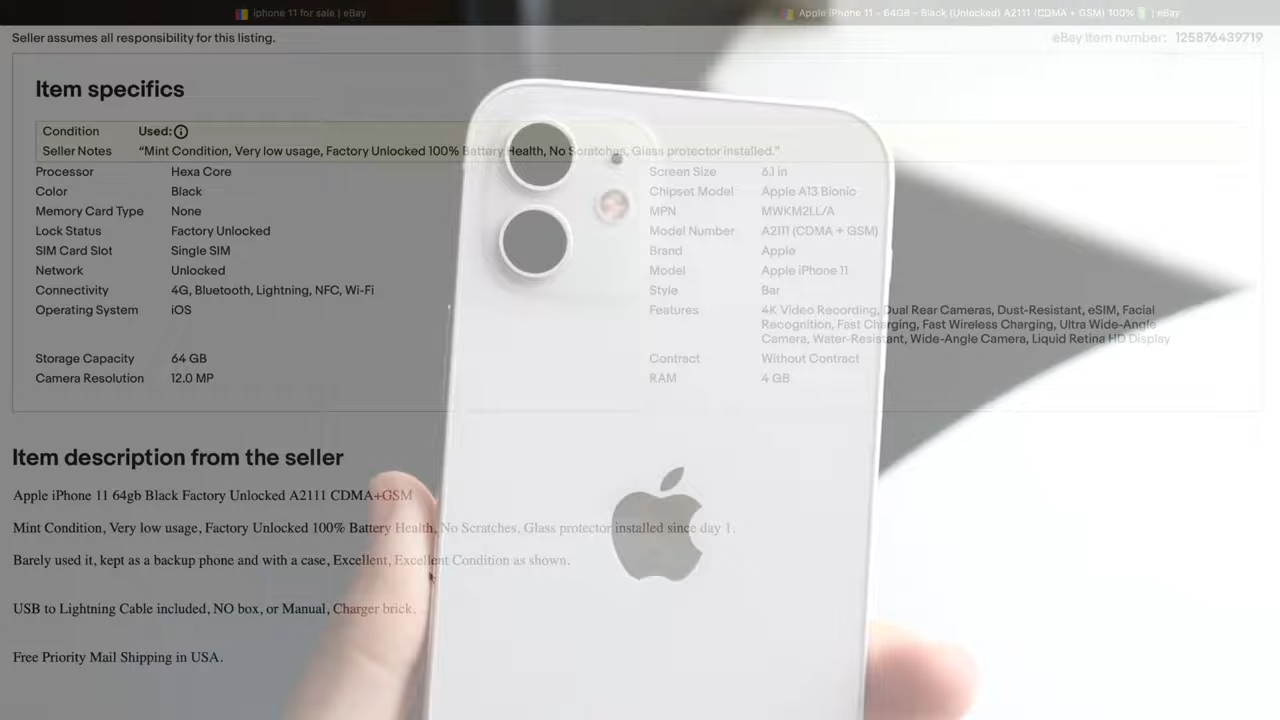 iphone 11 for sale | eBay
Apple iPhone 11 - 64GB - Black (Unlocked) A2111 (CDMA + GSM) 100% | eBay
Seller assumes all responsibility for this listing.
eBay item number: 125876439719
Item specifics
Condition Used:
Seller Notes “Mint Condition, Very low usage, Factory Unlocked 100% Battery Health, No Scratches, Glass protector installed.”
Processor Hexa Core Screen Size 6.1 in
Color Black Chipset Model Apple A13 Bionic
Memory Card Type None MPN MWKM2LL/A
Lock Status Factory Unlocked Model Number A2111 (CDMA + GSM)
SIM Card Slot Single SIM Brand Apple
Network Unlocked Model Apple iPhone 11
Connectivity 4G, Bluetooth, Lightning, NFC, Wi-Fi Style Bar
Operating System iOS Features 4K Video Recording, Dual Rear Cameras, Dust-Resistant, eSIM, Facial
Recognition, Fast Charging, Fast Wireless Charging, Ultra Wide-Angle
Camera, Water-Resistant, Wide-Angle Camera, Liquid Retina HD Display
Storage Capacity 64 GB Contract Without Contract
Camera Resolution 12.0 MP RAM 4 GB
Item description from the seller
Apple iPhone 11 64gb Black Factory Unlocked A2111 CDMA+GSM
Mint Condition, Very low usage, Factory Unlocked 100% Battery Health, No Scratches, Glass protector installed since day 1.
Barely used it, kept as a backup phone and with a case, Excellent, Excellent Condition as shown.
USB to Lightning Cable included, NO box, or Manual, Charger brick.
Free Priority Mail Shipping in USA.